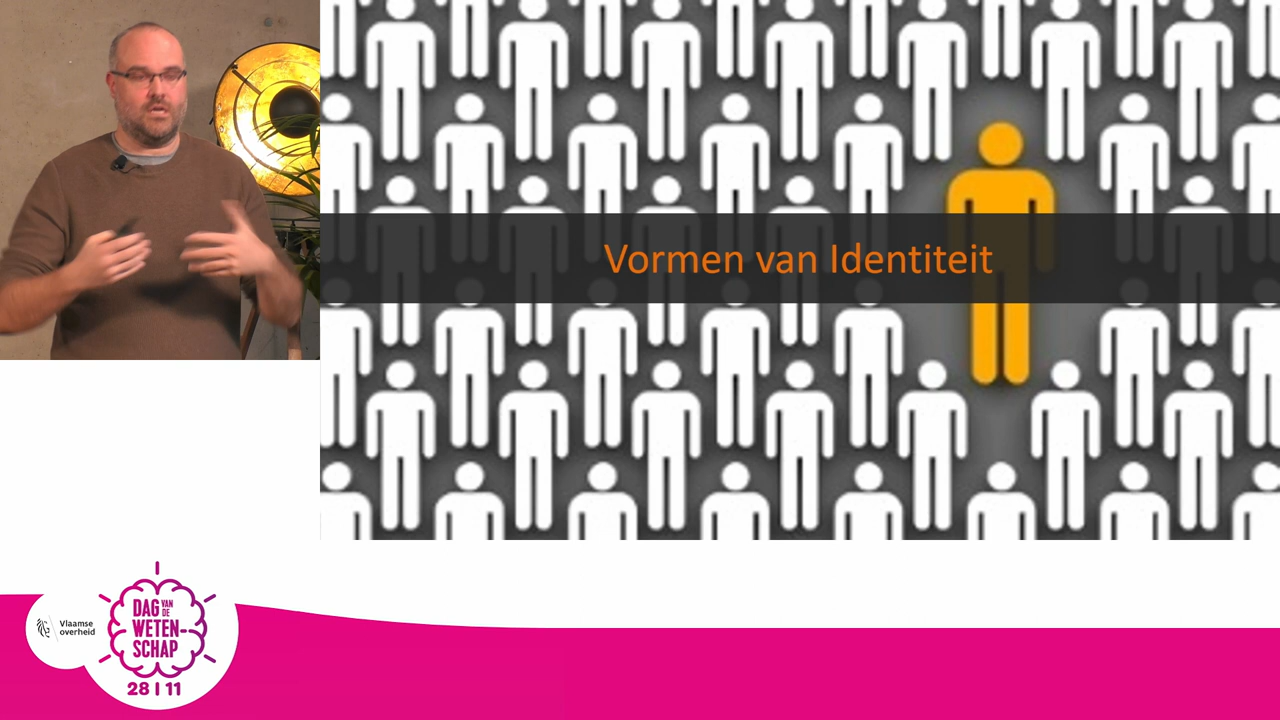 Vormen van Identiteit
Vlaamse
overheid
DAG VAN DE
WETEN-
SCHAP
28 | 11